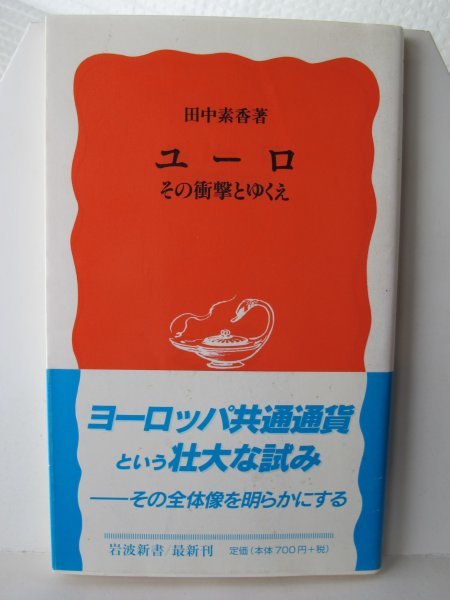 田中素香著
ユーロ
その衝撃とゆくえ
ヨーロッパ共通通貨
という壮大な試み
——その全体像を明らかにする
岩波新書/最新刊 定価(本体700円+税)